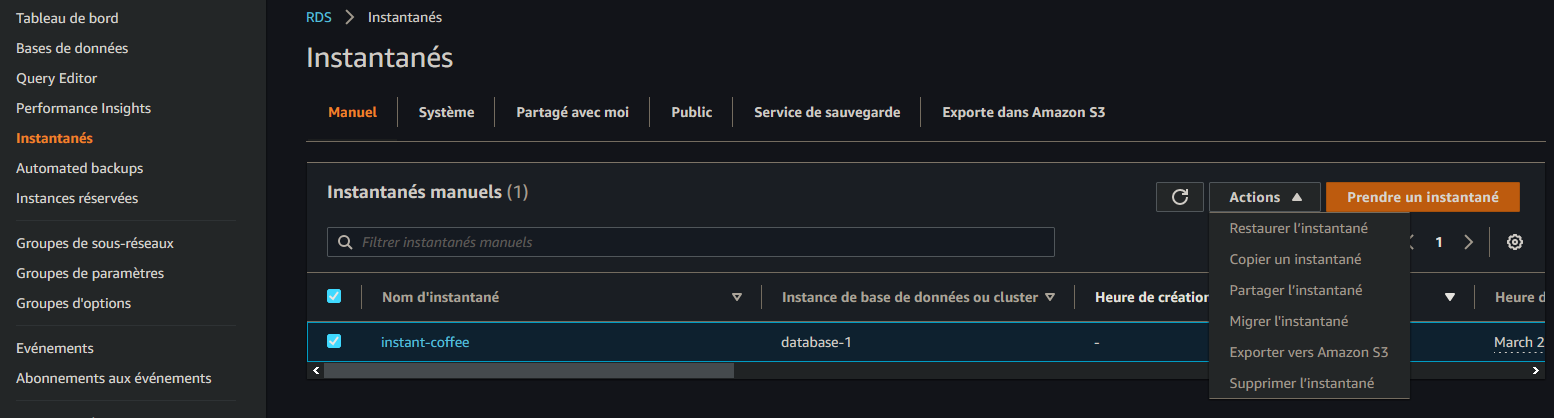 Tableau de bord
Bases de données
Query Editor
Performance Insights
Instantanés
Automated backups
Instances réservées
Groupes de sous-réseaux
Groupes de paramètres
Groupes d'options
Evénements
Abonnements aux événements
RDS > Instantanés
Instantanés
Manuel Système Partagé avec moi Public Service de sauvegarde Exporte dans Amazon S3
Instantanés manuels (1)
Actions Prendre un instantané
Filtrer instantanés manuels
1
Nom d'instantané Instance de base de données ou cluster Heure de création Heure d
instant-coffee database-1 - March 2
Restaurer l'instantané
Copier un instantané
Partager l'instantané
Migrer l'instantané
Exporter vers Amazon S3
Supprimer l'instantané